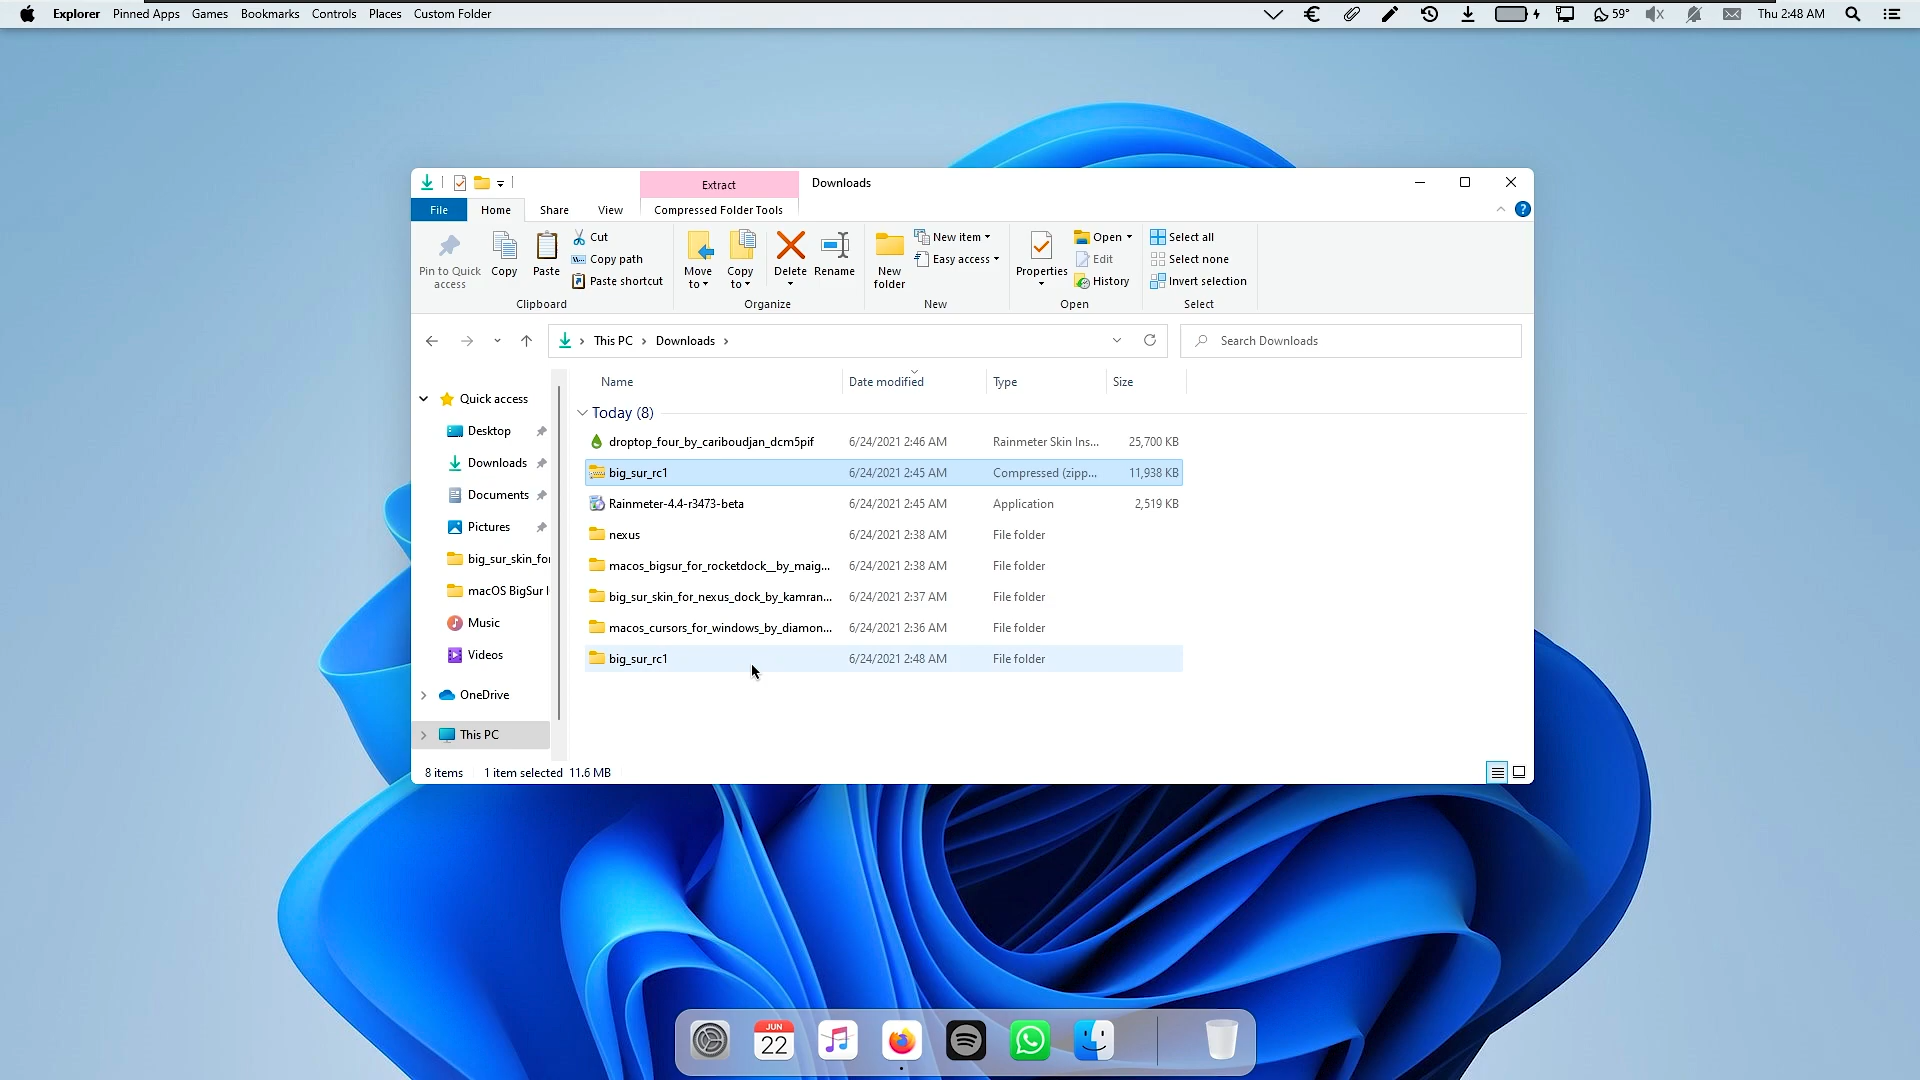 Explorer Pinned Apps Games Bookmarks Controls Places Custom Folder € 59° Thu 2:48 AM
Extract Downloads
File Home Share View Compressed Folder Tools ?
Pin to Quick access
Copy
Paste
Cut
Copy path
Paste shortcut
Clipboard
Move to
Copy to
Delete
Rename
Organize
New folder
New item
Easy access
New
Properties
Open
Edit
History
Open
Select all
Select none
Invert selection
Select
This PC > Downloads >
Search Downloads
Quick access
Desktop
Downloads
Documents
Pictures
big_sur_skin_for
macOS BigSur
Music
Videos
OneDrive
This PC
Name Date modified Type Size
Today (8)
droptop_four_by_cariboudjan_dcm5pif 6/24/2021 2:46 AM Rainmeter Skin Ins... 25,700 KB
big_sur_rc1 6/24/2021 2:45 AM Compressed (zipp... 11,938 KB
Rainmeter-4.4-r3473-beta 6/24/2021 2:45 AM Application 2,519 KB
nexus 6/24/2021 2:38 AM File folder
macos_bigsur_for_rocketdock__by_maig... 6/24/2021 2:38 AM File folder
big_sur_skin_for_nexus_dock_by_kamran... 6/24/2021 2:37 AM File folder
macos_cursors_for_windows_by_diamon... 6/24/2021 2:36 AM File folder
big_sur_rc1 6/24/2021 2:48 AM File folder
8 items 1 item selected 11.6 MB
JUN
22